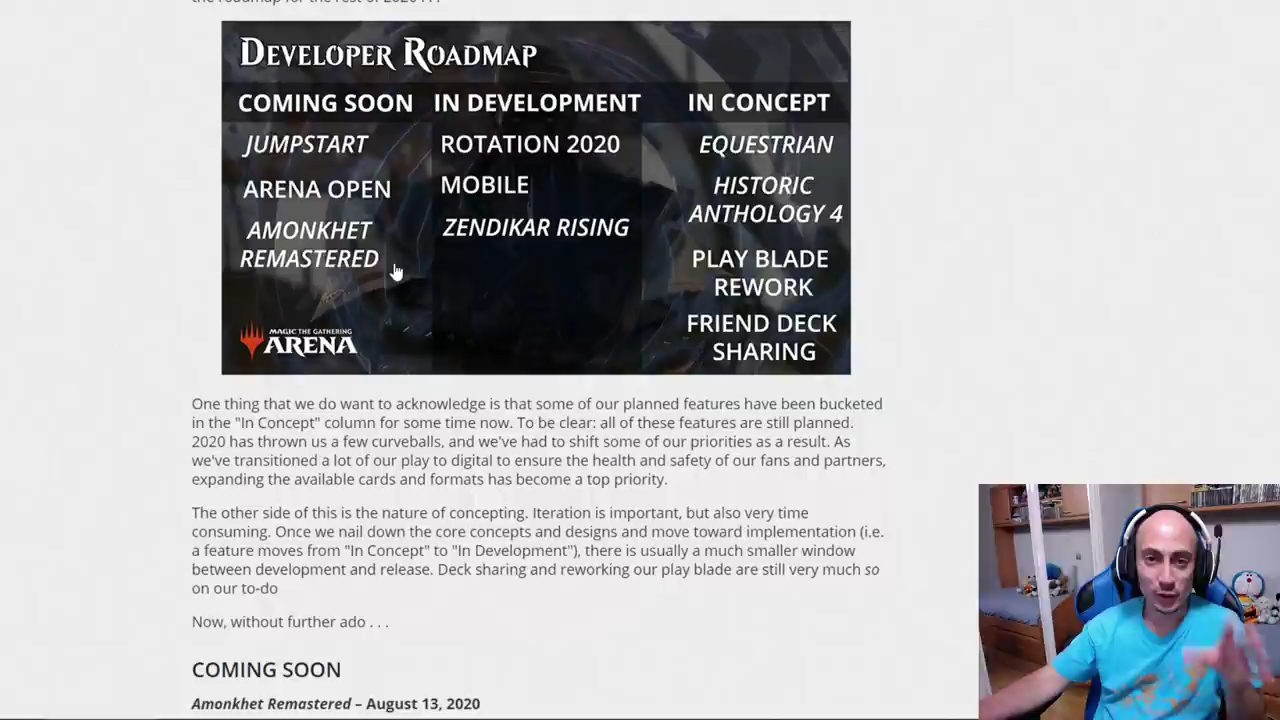 the roadmap for the rest of 2020 . . .
DEVELOPER ROADMAP
COMING SOON
JUMPSTART
ARENA OPEN
AMONKHET
REMASTERED
IN DEVELOPMENT
ROTATION 2020
MOBILE
ZENDIKAR RISING
IN CONCEPT
EQUESTRIAN
HISTORIC
ANTHOLOGY 4
PLAY BLADE
REWORK
FRIEND DECK
SHARING
MAGIC THE GATHERING
ARENA
One thing that we do want to acknowledge is that some of our planned features have been bucketed
in the "In Concept" column for some time now. To be clear: all of these features are still planned.
2020 has thrown us a few curveballs, and we've had to shift some of our priorities as a result. As
we've transitioned a lot of our play to digital to ensure the health and safety of our fans and partners,
expanding the available cards and formats has become a top priority.
The other side of this is the nature of concepting. Iteration is important, but also very time
consuming. Once we nail down the core concepts and designs and move toward implementation (i.e.
a feature moves from "In Concept" to "In Development"), there is usually a much smaller window
between development and release. Deck sharing and reworking our play blade are still very much so
on our to-do
Now, without further ado . . .
COMING SOON
Amonkhet Remastered – August 13, 2020